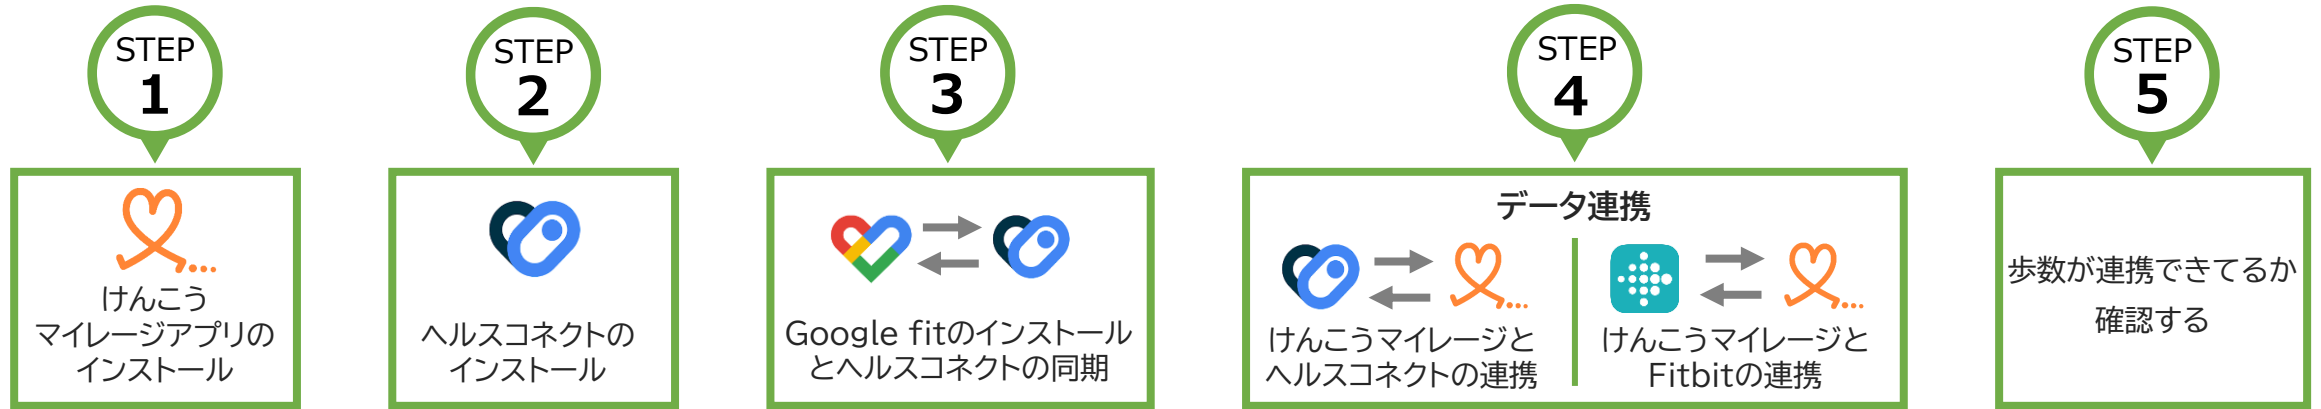 STEP
1
けんこう
マイレージアプリの
インストール
STEP
2
ヘルスコネクトの
インストール
STEP
3
Google fitのインストール
とヘルスコネクトの同期
STEP
4
データ連携
けんこうマイレージと
ヘルスコネクトの連携
けんこうマイレージと
Fitbitの連携
STEP
5
歩数が連携できてるか
確認する